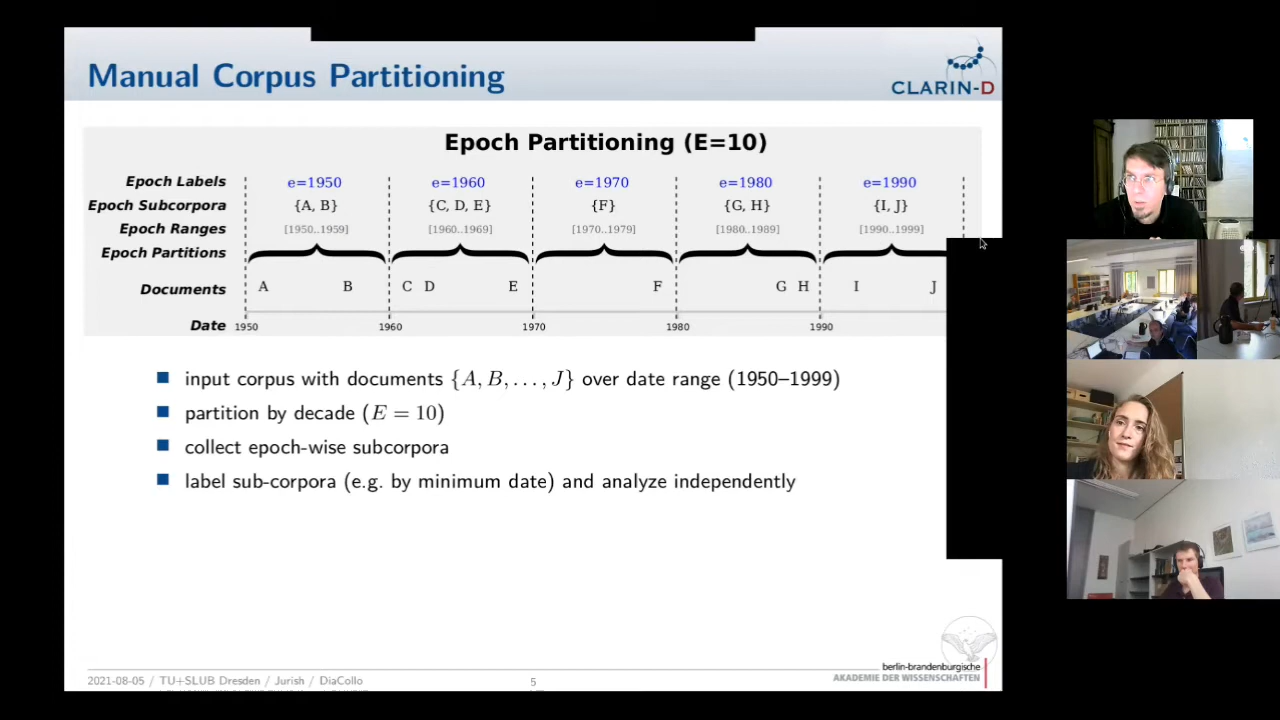 Manual Corpus Partitioning
CLARIN-D
Epoch Partitioning (E=10)
Epoch Labels e=1950 e=1960 e=1970 e=1980 e=1990
Epoch Subcorpora {A, B} {C, D, E} {F} {G, H} {I, J}
Epoch Ranges [1950..1959] [1960..1969] [1970..1979] [1980..1989] [1990..1999]
Epoch Partitions
Documents A B C D E F G H I J
Date 1950 1960 1970 1980 1990
input corpus with documents {A, B, . . . , J} over date range (1950–1999)
partition by decade (E = 10)
collect epoch-wise subcorpora
label sub-corpora (e.g. by minimum date) and analyze independently
berlin-brandenburgische
AKADEMIE DER WISSENSCHAFTEN
2021-08-05 / TU+SLUB Dresden / Jurish / DiaCollo 5